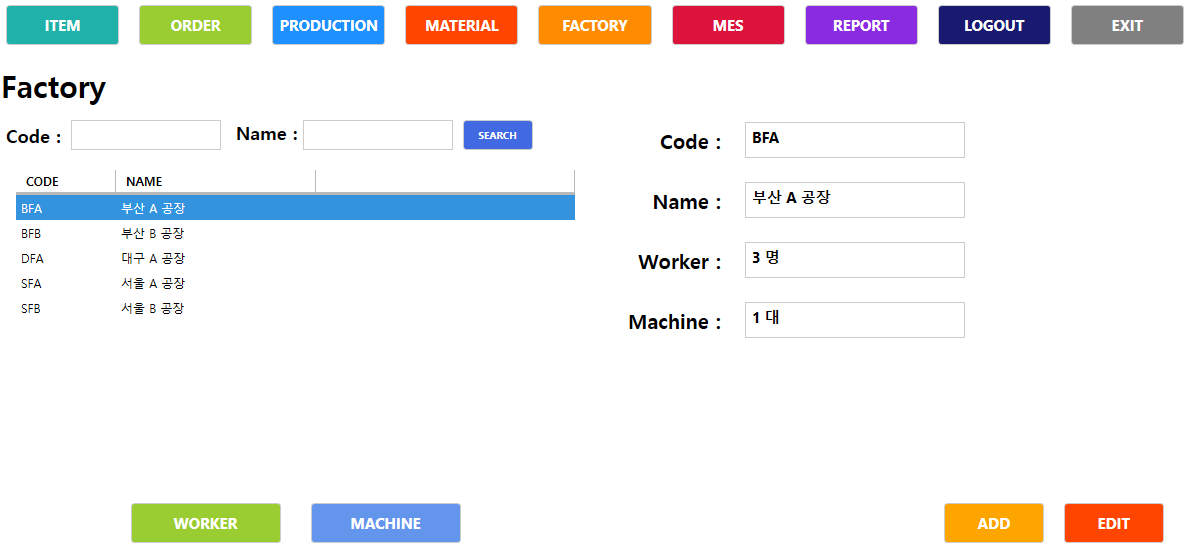 ITEM ORDER PRODUCTION MATERIAL FACTORY MES REPORT LOGOUT EXIT
Factory
Code : Name : SEARCH
CODE NAME
BFA 부산 A 공장
BFB 부산 B 공장
DFA 대구 A 공장
SFA 서울 A 공장
SFB 서울 B 공장
Code : BFA
Name : 부산 A 공장
Worker : 3 명
Machine : 1 대
WORKER MACHINE ADD EDIT